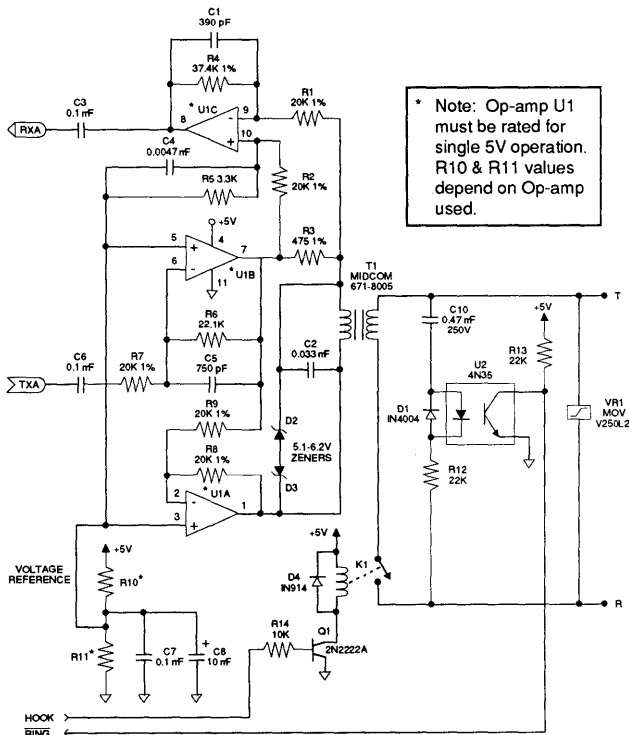 C1
390 pF
R4
37.4K 1%
* U1C
8
9
10
-
+
R1
20K 1%
C3
0.1 mF
RXA
C4
0.0047 mF
R5 3.3K
R2
20K 1%
R3
475 1%
+5V
5
6
4
7
11
+
-
* U1B
* Note: Op-amp U1
must be rated for
single 5V operation.
R10 & R11 values
depend on Op-amp
used.
T1
MIDCOM
671-8005
R6
22.1K
C2
0.033 mF
C5
750 pF
C6
0.1 mF
R7
20K 1%
TXA
R9
20K 1%
R8
20K 1%
* U1A
2
3
1
-
+
D2
5.1-6.2V
ZENERS
D3
C10
0.47 mF
250V
+5V
R13
22K
T
U2
4N35
D1
IN4004
VR1
MOV
V250L2
R12
22K
VOLTAGE
REFERENCE
+5V
R10*
R11*
C7
0.1 mF
+
C8
10 mF
+5V
D4
IN914
K1
R
R14
10K
Q1
2N2222A
HOOK
RING